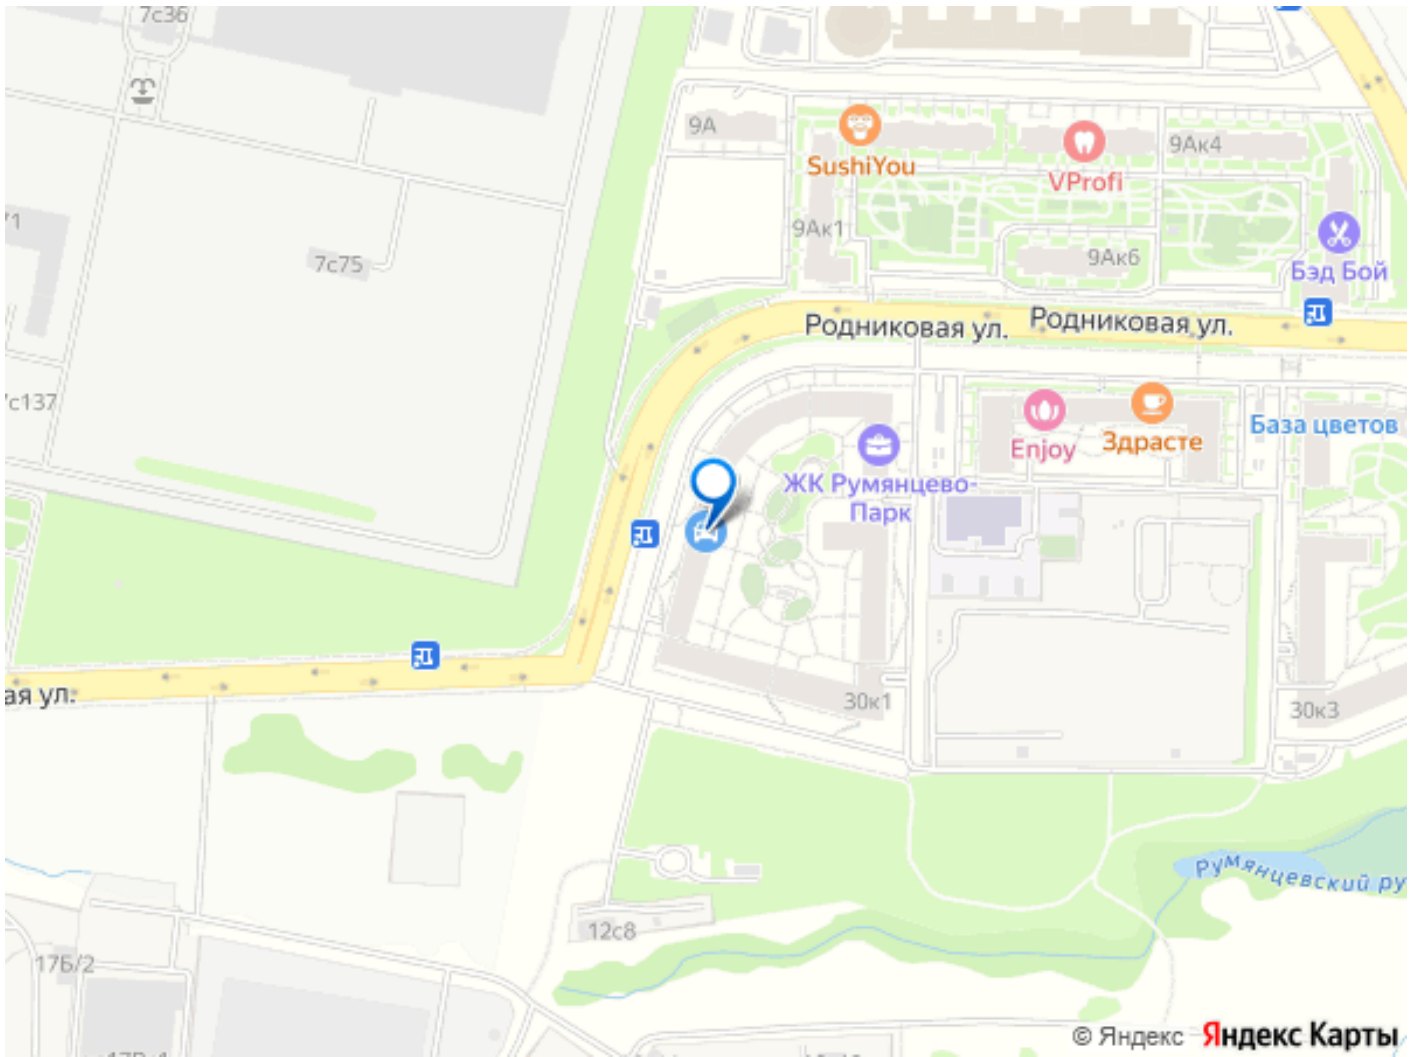 7с36
9А
SushiYou
VProfi
9Ак4
9Ак1
9Ак6
Бэд Бой
7с75
Родниковая ул.
Родниковая ул.
7с137
Enjoy
Здрасте
База цветов
ЖК Румянцево-
Парк
ая ул.
30к1
30к3
Румянцевский ру
12с8
17Б/2
© Яндекс Яндекс Карты